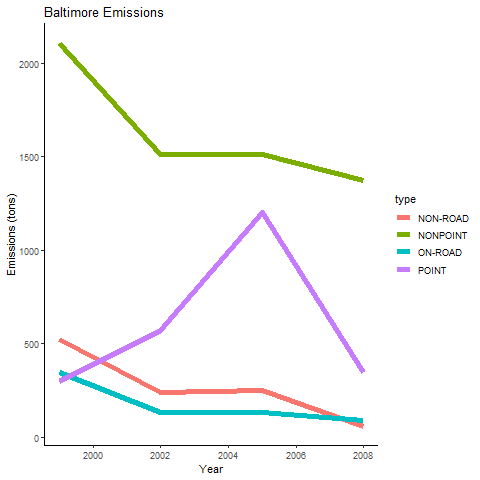 Baltimore Emissions
Emissions (tons)
2000
1500
1000
500
0
2000 2002 2004 2006 2008
Year
type
NON-ROAD
NONPOINT
ON-ROAD
POINT